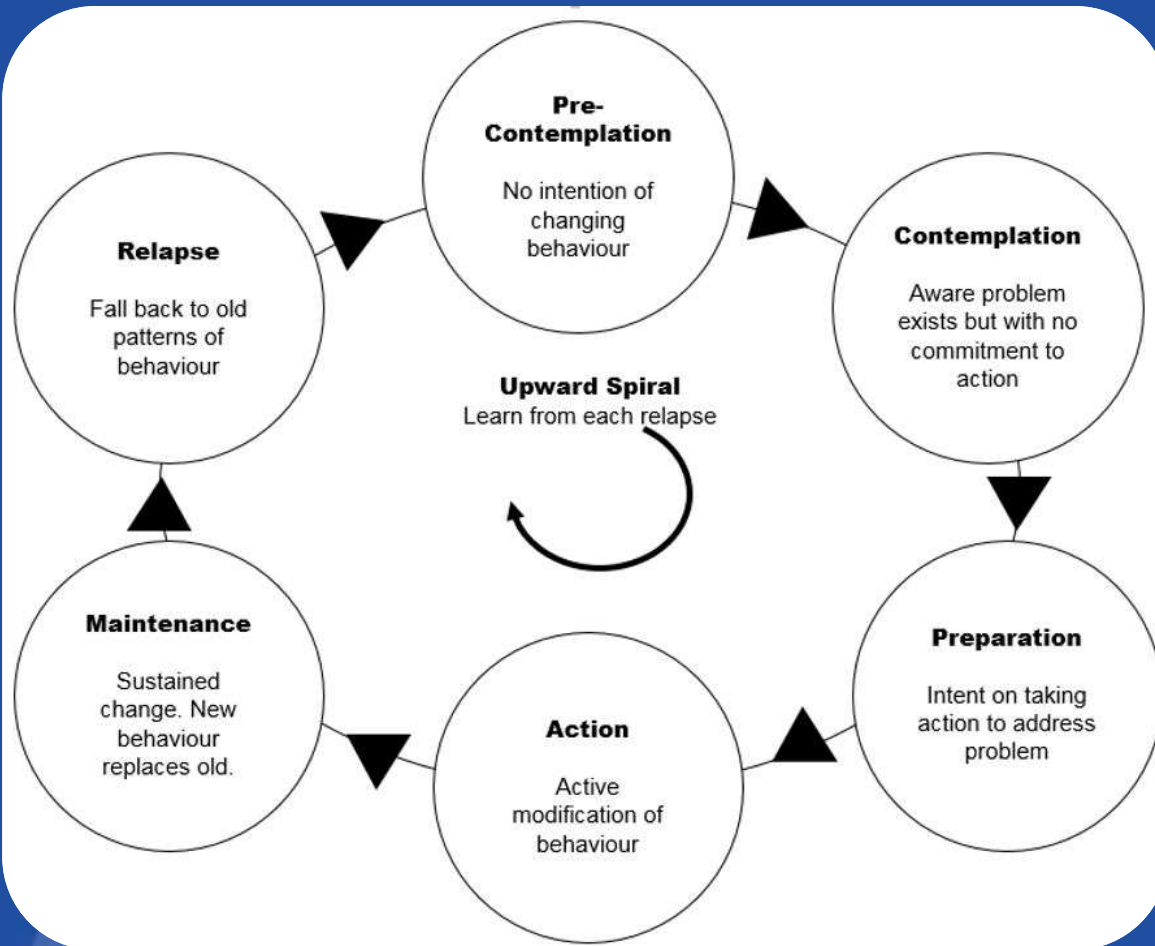 Pre-
Contemplation
No intention of
changing
behaviour
Contemplation
Aware problem
exists but with no
commitment to
action
Preparation
Intent on taking
action to address
problem
Action
Active
modification of
behaviour
Maintenance
Sustained
change. New
behaviour
replaces old.
Relapse
Fall back to old
patterns of
behaviour
Upward Spiral
Learn from each relapse